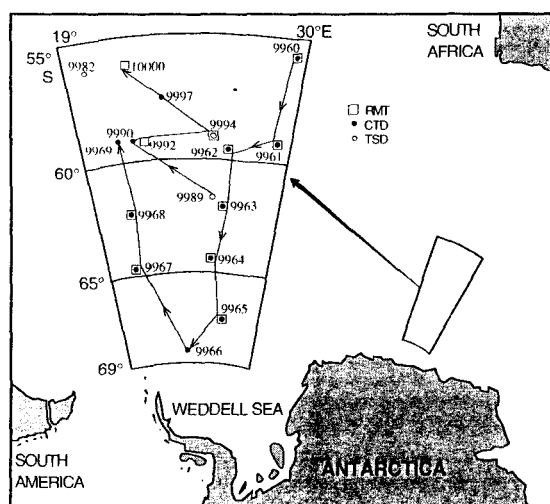 19°
30°E
9960
SOUTH
AFRICA
55°
S
9982
10000
9997
RMT
CTD
TSD
9994
9990
9992
9969
9962
9961
60°
9989
9963
9968
9964
9967
65°
9965
9966
69°
WEDDELL SEA
SOUTH
AMERICA
ANTARCTICA